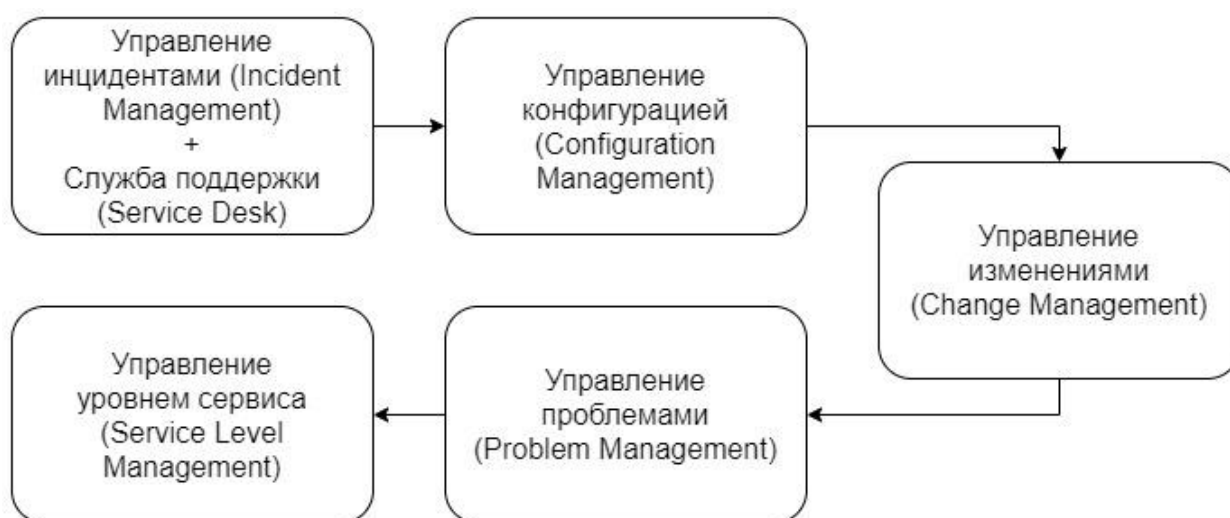 Управление
инцидентами (Incident
Management)
+
Служба поддержки
(Service Desk)
Управление
конфигурацией
(Configuration
Management)
Управление
изменениями
(Change Management)
Управление
проблемами
(Problem Management)
Управление
уровнем сервиса
(Service Level
Management)